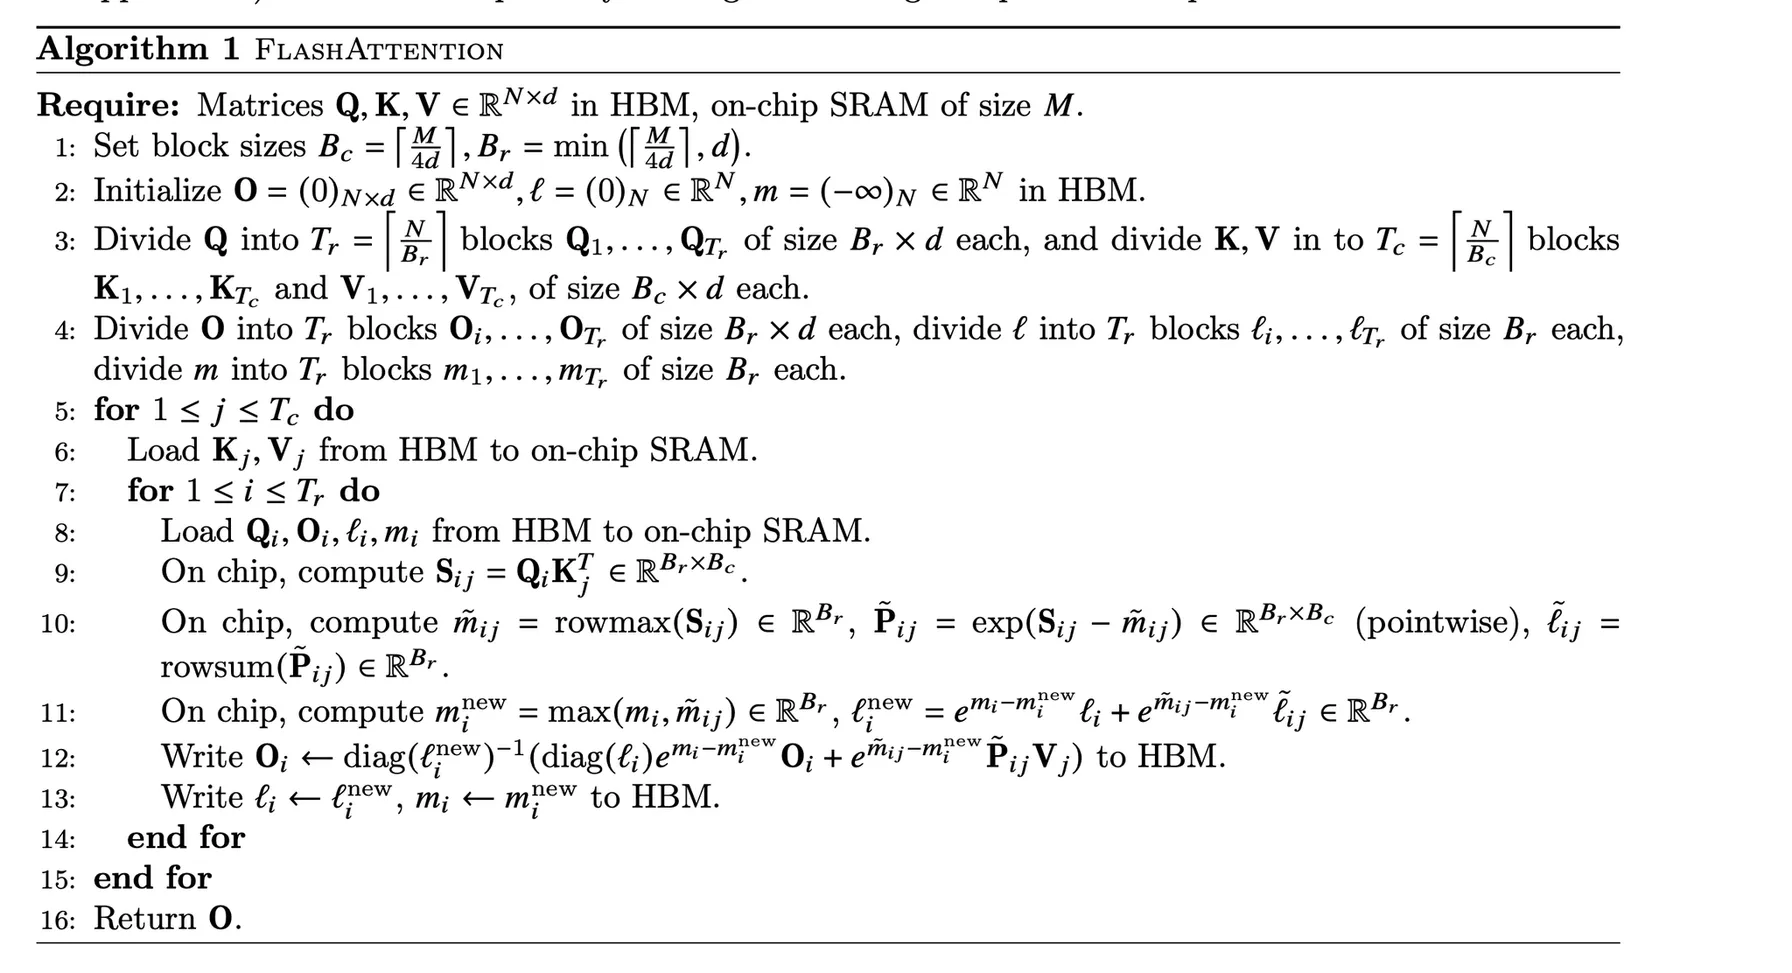 Algorithm 1 FLASHATTENTION
Require: Matrices Q, K, V ∈ ℝ^{N×d} in HBM, on-chip SRAM of size M.
1: Set block sizes B_c = ⌈M/4d⌉, B_r = min(⌈M/4d⌉, d).
2: Initialize O = (0)_{N×d} ∈ ℝ^{N×d}, ℓ = (0)_N ∈ ℝ^N, m = (−∞)_N ∈ ℝ^N in HBM.
3: Divide Q into T_r = ⌈N/B_r⌉ blocks Q_1, . . . , Q_{T_r} of size B_r × d each, and divide K, V in to T_c = ⌈N/B_c⌉ blocks
K_1, . . . , K_{T_c} and V_1, . . . , V_{T_c}, of size B_c × d each.
4: Divide O into T_r blocks O_i, . . . , O_{T_r} of size B_r × d each, divide ℓ into T_r blocks ℓ_i, . . . , ℓ_{T_r} of size B_r each,
divide m into T_r blocks m_1, . . . , m_{T_r} of size B_r each.
5: for 1 ≤ j ≤ T_c do
6: Load K_j, V_j from HBM to on-chip SRAM.
7: for 1 ≤ i ≤ T_r do
8: Load Q_i, O_i, ℓ_i, m_i from HBM to on-chip SRAM.
9: On chip, compute S_{ij} = Q_i K_j^T ∈ ℝ^{B_r×B_c}.
10: On chip, compute m̃_{ij} = rowmax(S_{ij}) ∈ ℝ^{B_r}, P̃_{ij} = exp(S_{ij} − m̃_{ij}) ∈ ℝ^{B_r×B_c} (pointwise), ℓ̃_{ij} =
rowsum(P̃_{ij}) ∈ ℝ^{B_r}.
11: On chip, compute m_i^{new} = max(m_i, m̃_{ij}) ∈ ℝ^{B_r}, ℓ_i^{new} = e^{m_i−m_i^{new}} ℓ_i + e^{m̃_{ij}−m_i^{new}} ℓ̃_{ij} ∈ ℝ^{B_r}.
12: Write O_i ← diag(ℓ_i^{new})^{−1}(diag(ℓ_i)e^{m_i−m_i^{new}} O_i + e^{m̃_{ij}−m_i^{new}} P̃_{ij}V_j) to HBM.
13: Write ℓ_i ← ℓ_i^{new}, m_i ← m_i^{new} to HBM.
14: end for
15: end for
16: Return O.